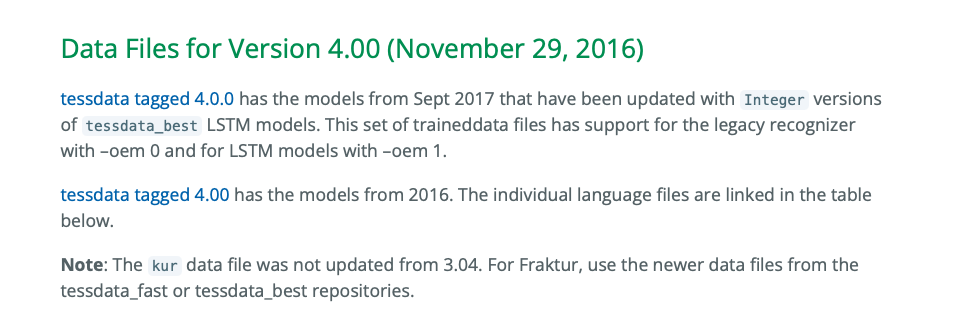 Data Files for Version 4.00 (November 29, 2016)
tessdata tagged 4.0.0 has the models from Sept 2017 that have been updated with Integer versions
of tessdata_best LSTM models. This set of traineddata files has support for the legacy recognizer
with –oem 0 and for LSTM models with –oem 1.
tessdata tagged 4.00 has the models from 2016. The individual language files are linked in the table
below.
Note: The kur data file was not updated from 3.04. For Fraktur, use the newer data files from the
tessdata_fast or tessdata_best repositories.